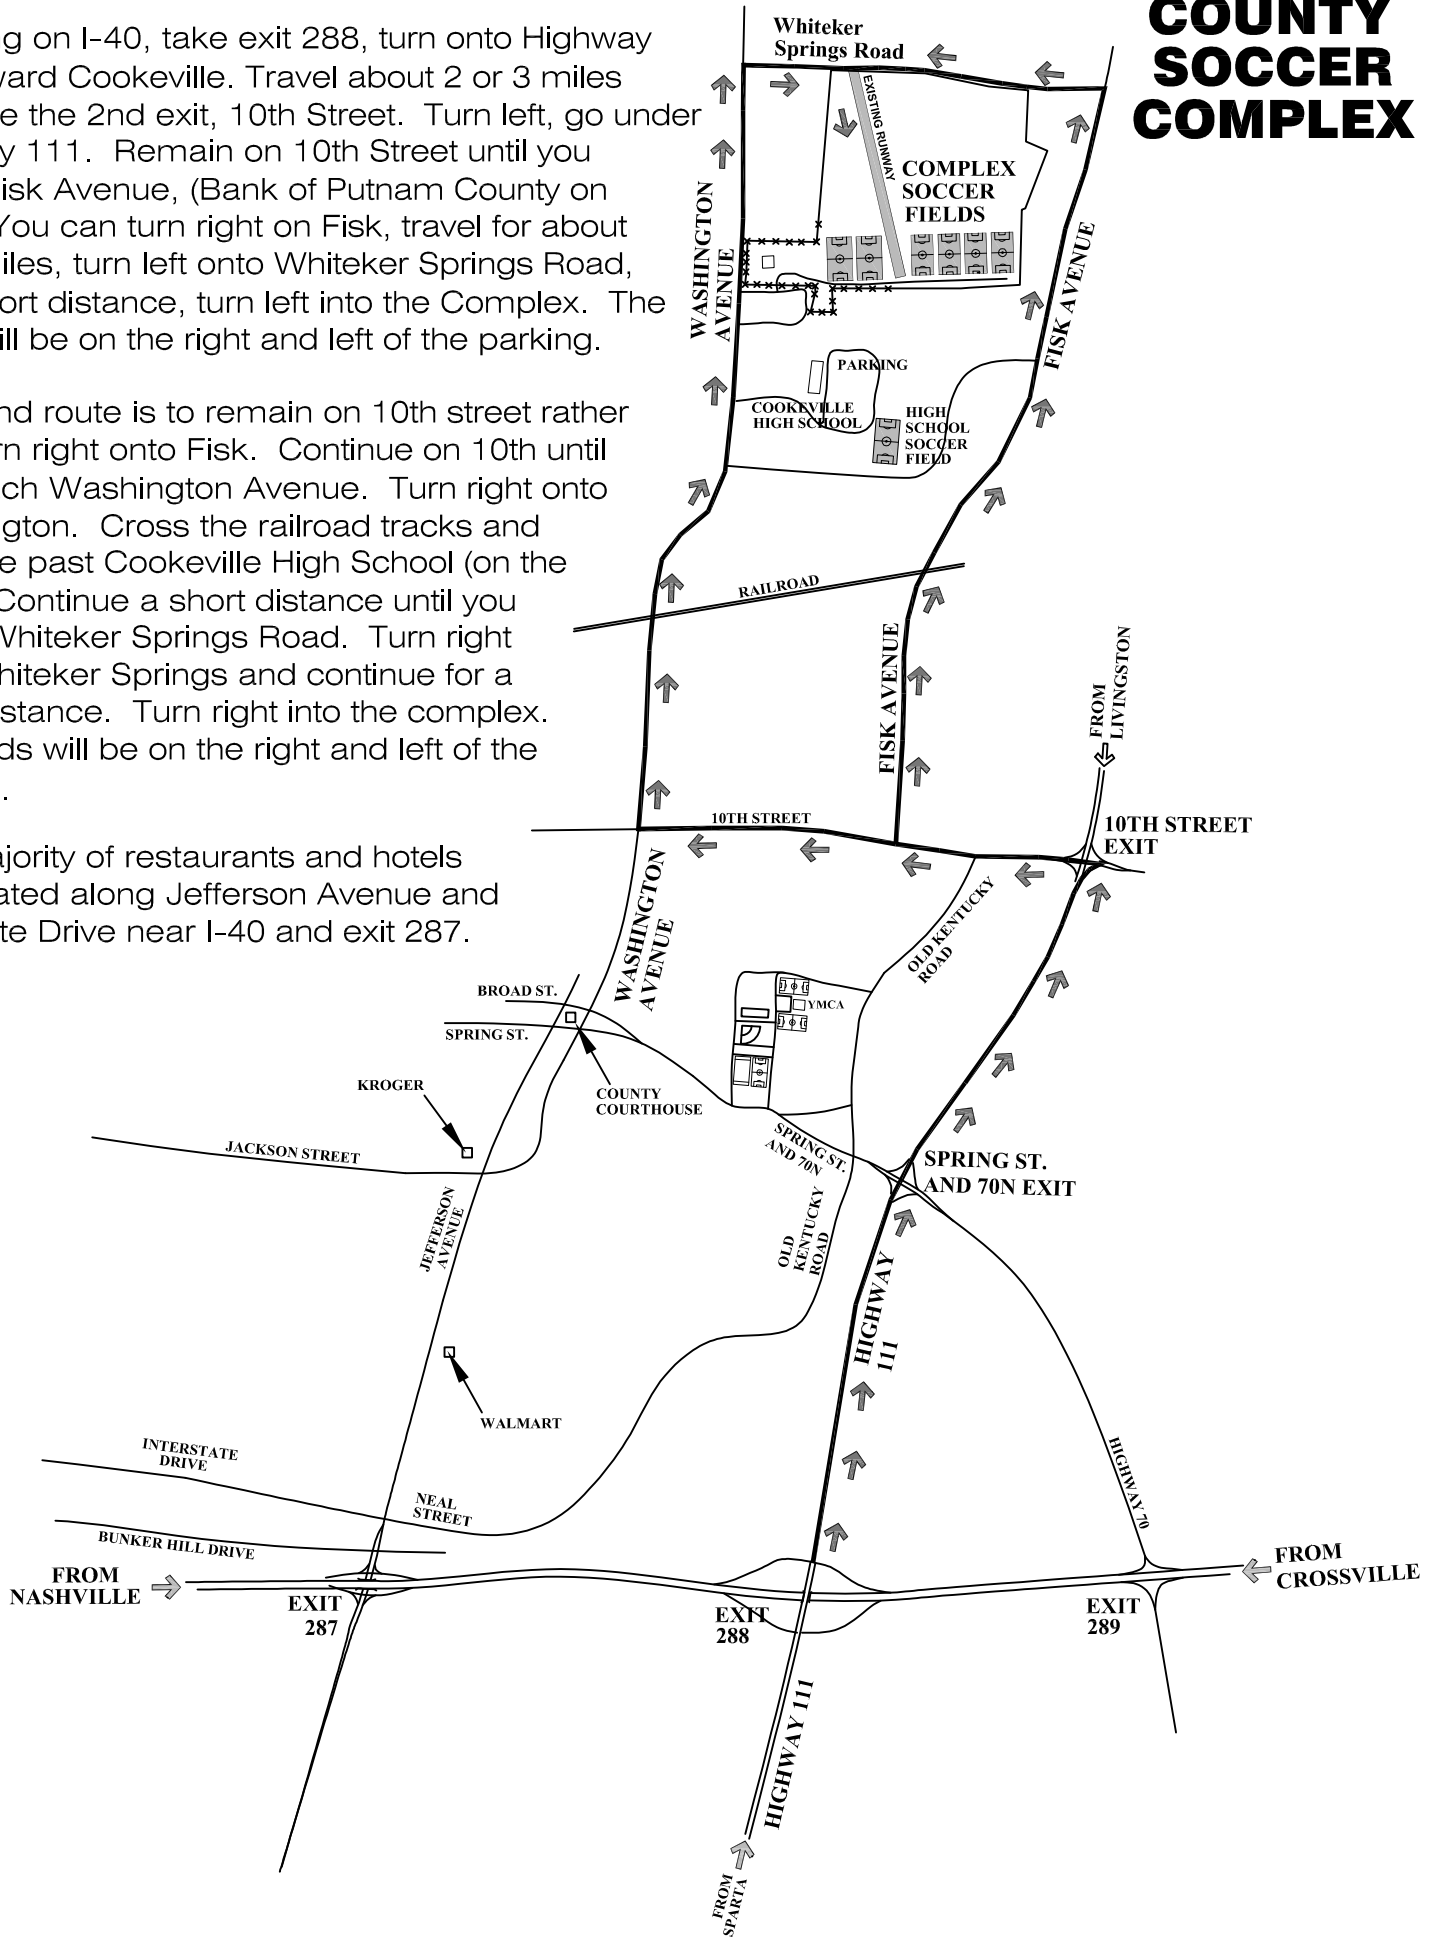 COUNTY
SOCCER
COMPLEX
g on I-40, take exit 288, turn onto Highway
ward Cookeville. Travel about 2 or 3 miles
e the 2nd exit, 10th Street. Turn left, go under
y 111. Remain on 10th Street until you
isk Avenue, (Bank of Putnam County on
You can turn right on Fisk, travel for about
iles, turn left onto Whiteker Springs Road,
ort distance, turn left into the Complex. The
ill be on the right and left of the parking.
nd route is to remain on 10th street rather
rn right onto Fisk. Continue on 10th until
ch Washington Avenue. Turn right onto
gton. Cross the railroad tracks and
e past Cookeville High School (on the
Continue a short distance until you
Whiteker Springs Road. Turn right
hiteker Springs and continue for a
stance. Turn right into the complex.
ds will be on the right and left of the
.
ajority of restaurants and hotels
ated along Jefferson Avenue and
te Drive near I-40 and exit 287.
Whiteker
Springs Road
EXISTING RUNWAY
COMPLEX
SOCCER
FIELDS
WASHINGTON
AVENUE
FISK AVENUE
PARKING
COOKEVILLE
HIGH SCHOOL
HIGH
SCHOOL
SOCCER
FIELD
RAILROAD
FISK AVENUE
FROM
LIVINGSTON
10TH STREET
10TH STREET
EXIT
WASHINGTON
AVENUE
OLD KENTUCKY
ROAD
BROAD ST.
SPRING ST.
YMCA
KROGER
COUNTY
COURTHOUSE
JACKSON STREET
SPRING ST.
AND 70N
SPRING ST.
AND 70N EXIT
JEFFERSON
AVENUE
OLD
KENTUCKY
ROAD
HIGHWAY
111
WALMART
INTERSTATE
DRIVE
NEAL
STREET
HIGHWAY 70
BUNKER HILL DRIVE
FROM
NASHVILLE
FROM
CROSSVILLE
EXIT
287
EXIT
288
EXIT
289
HIGHWAY 111
FROM
SPARTA